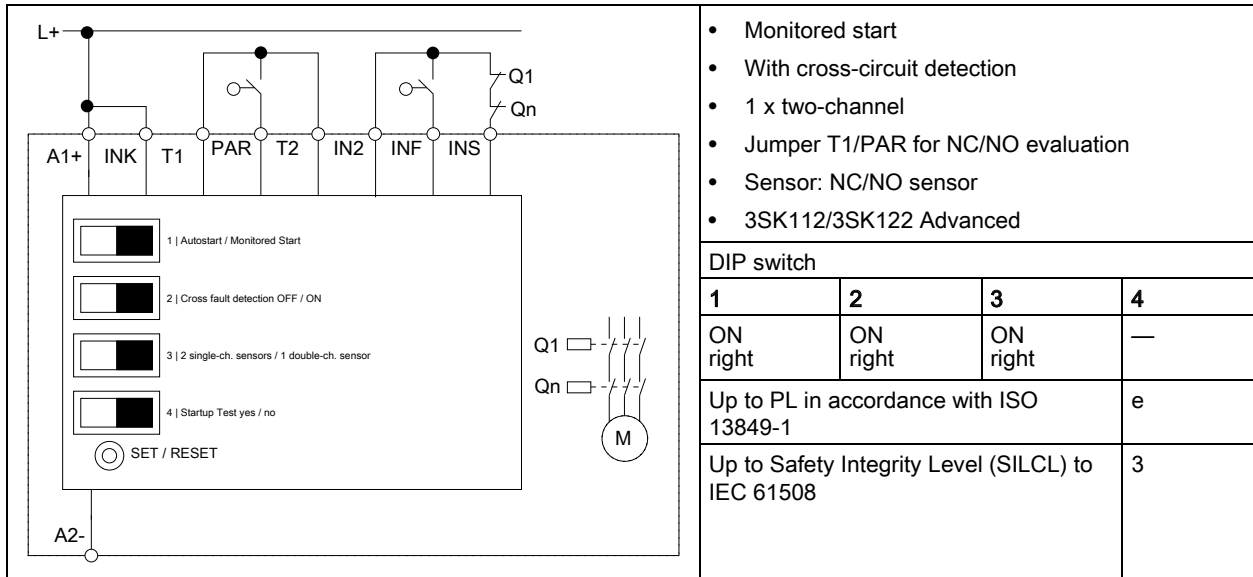 L+
Q1
Qn
A1+ INK T1 PAR T2 IN2 INF INS
1 | Autostart / Monitored Start
2 | Cross fault detection OFF / ON
3 | 2 single-ch. sensors / 1 double-ch. sensor
4 | Startup Test yes / no
SET / RESET
Q1
Qn
M
A2-
• Monitored start
• With cross-circuit detection
• 1 x two-channel
• Jumper T1/PAR for NC/NO evaluation
• Sensor: NC/NO sensor
• 3SK112/3SK122 Advanced
DIP switch
1 2 3 4
ON ON ON —
right right right
Up to PL in accordance with ISO e
13849-1
Up to Safety Integrity Level (SILCL) to 3
IEC 61508